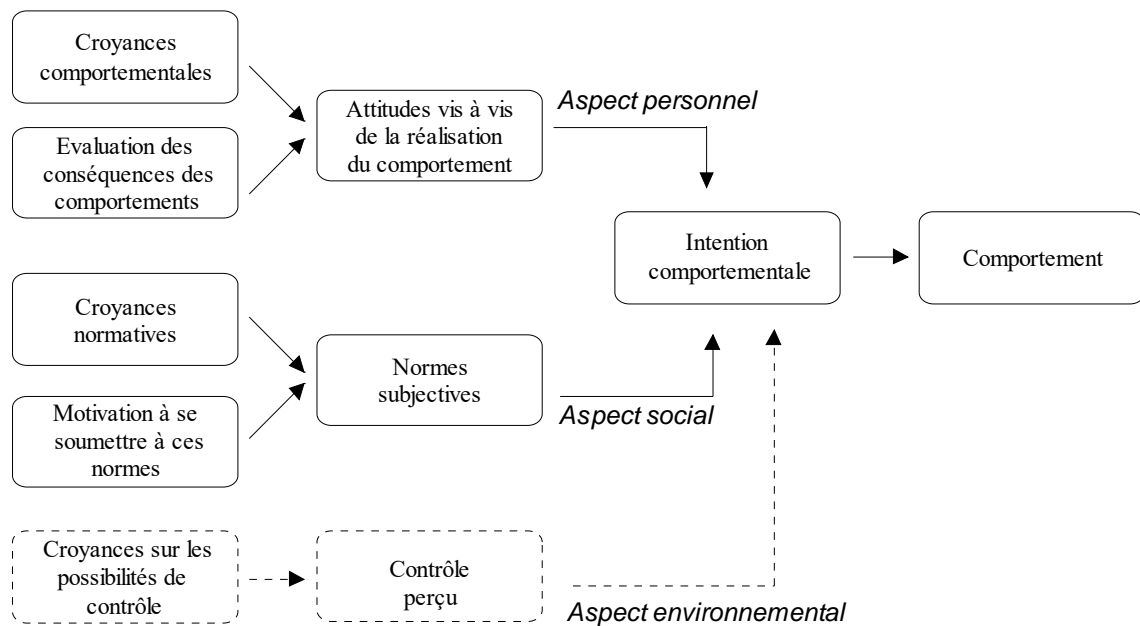 Croyances
comportementales
Evaluation des
conséquences des
comportements
Attitudes vis à vis
de la réalisation
du comportement
Aspect personnel
Intention
comportementale
Comportement
Croyances
normatives
Motivation à se
soumettre à ces
normes
Normes
subjectives
Aspect social
Croyances sur les
possibilités de
contrôle
Contrôle
perçu
Aspect environnemental